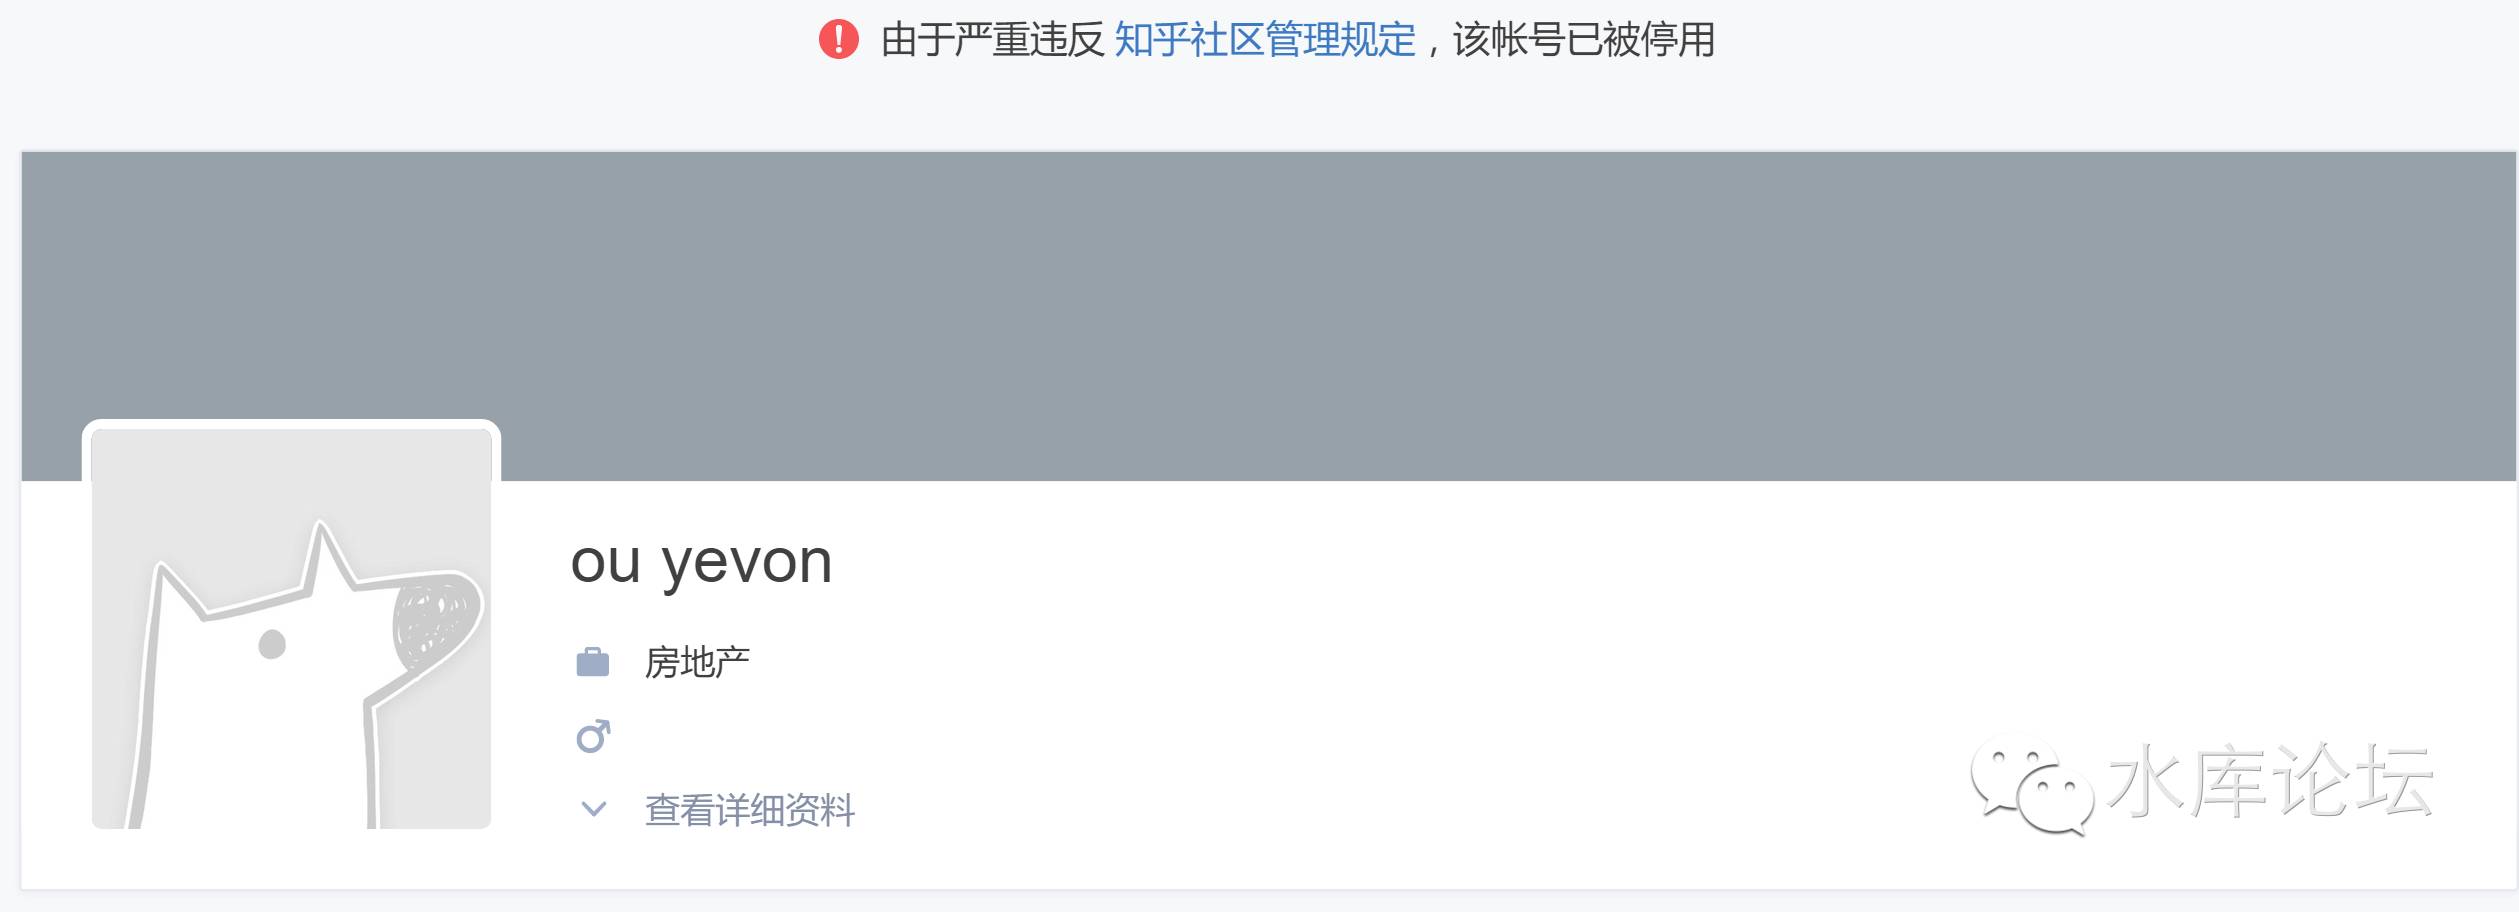 由于严重违反 知乎社区管理规定，该帐号已被停用
ou yevon
房地产
查看详细资料
水库论坛